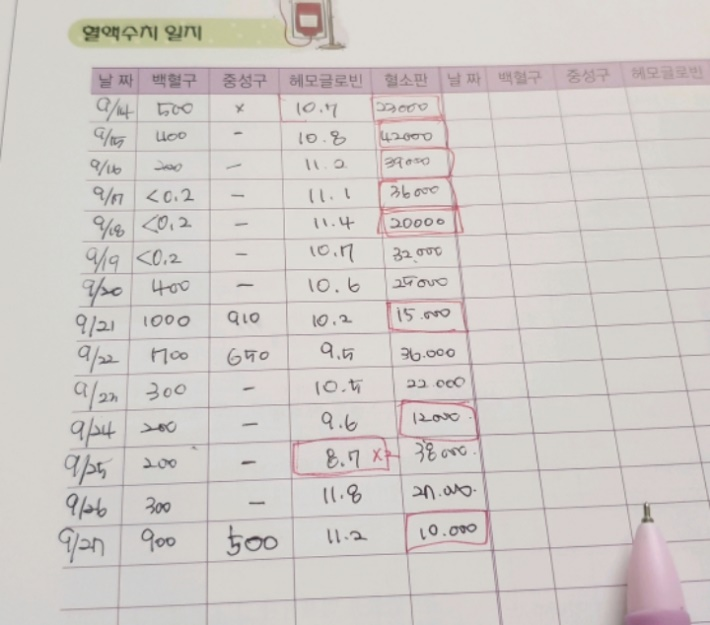 혈액수치 일지
날 짜 백혈구 중성구 헤모글로빈 혈소판 날 짜 백혈구 중성구 헤모글로빈
9/14 500 x 10.7 23000
9/15 400 - 10.8 42000
9/16 200 - 11.2 39000
9/17 <0.2 - 11.1 36000
9/18 <0.2 - 11.4 20000
9/19 <0.2 - 10.7 32.000
9/20 400 - 10.6 25000
9/21 1000 910 10.2 15.000
9/22 700 650 9.5 36.000
9/23 300 - 10.5 22.000
9/24 200 - 9.6 12000
9/25 200 - 8.7 38000
9/26 300 - 11.8 27.000
9/27 900 500 11.2 10.000